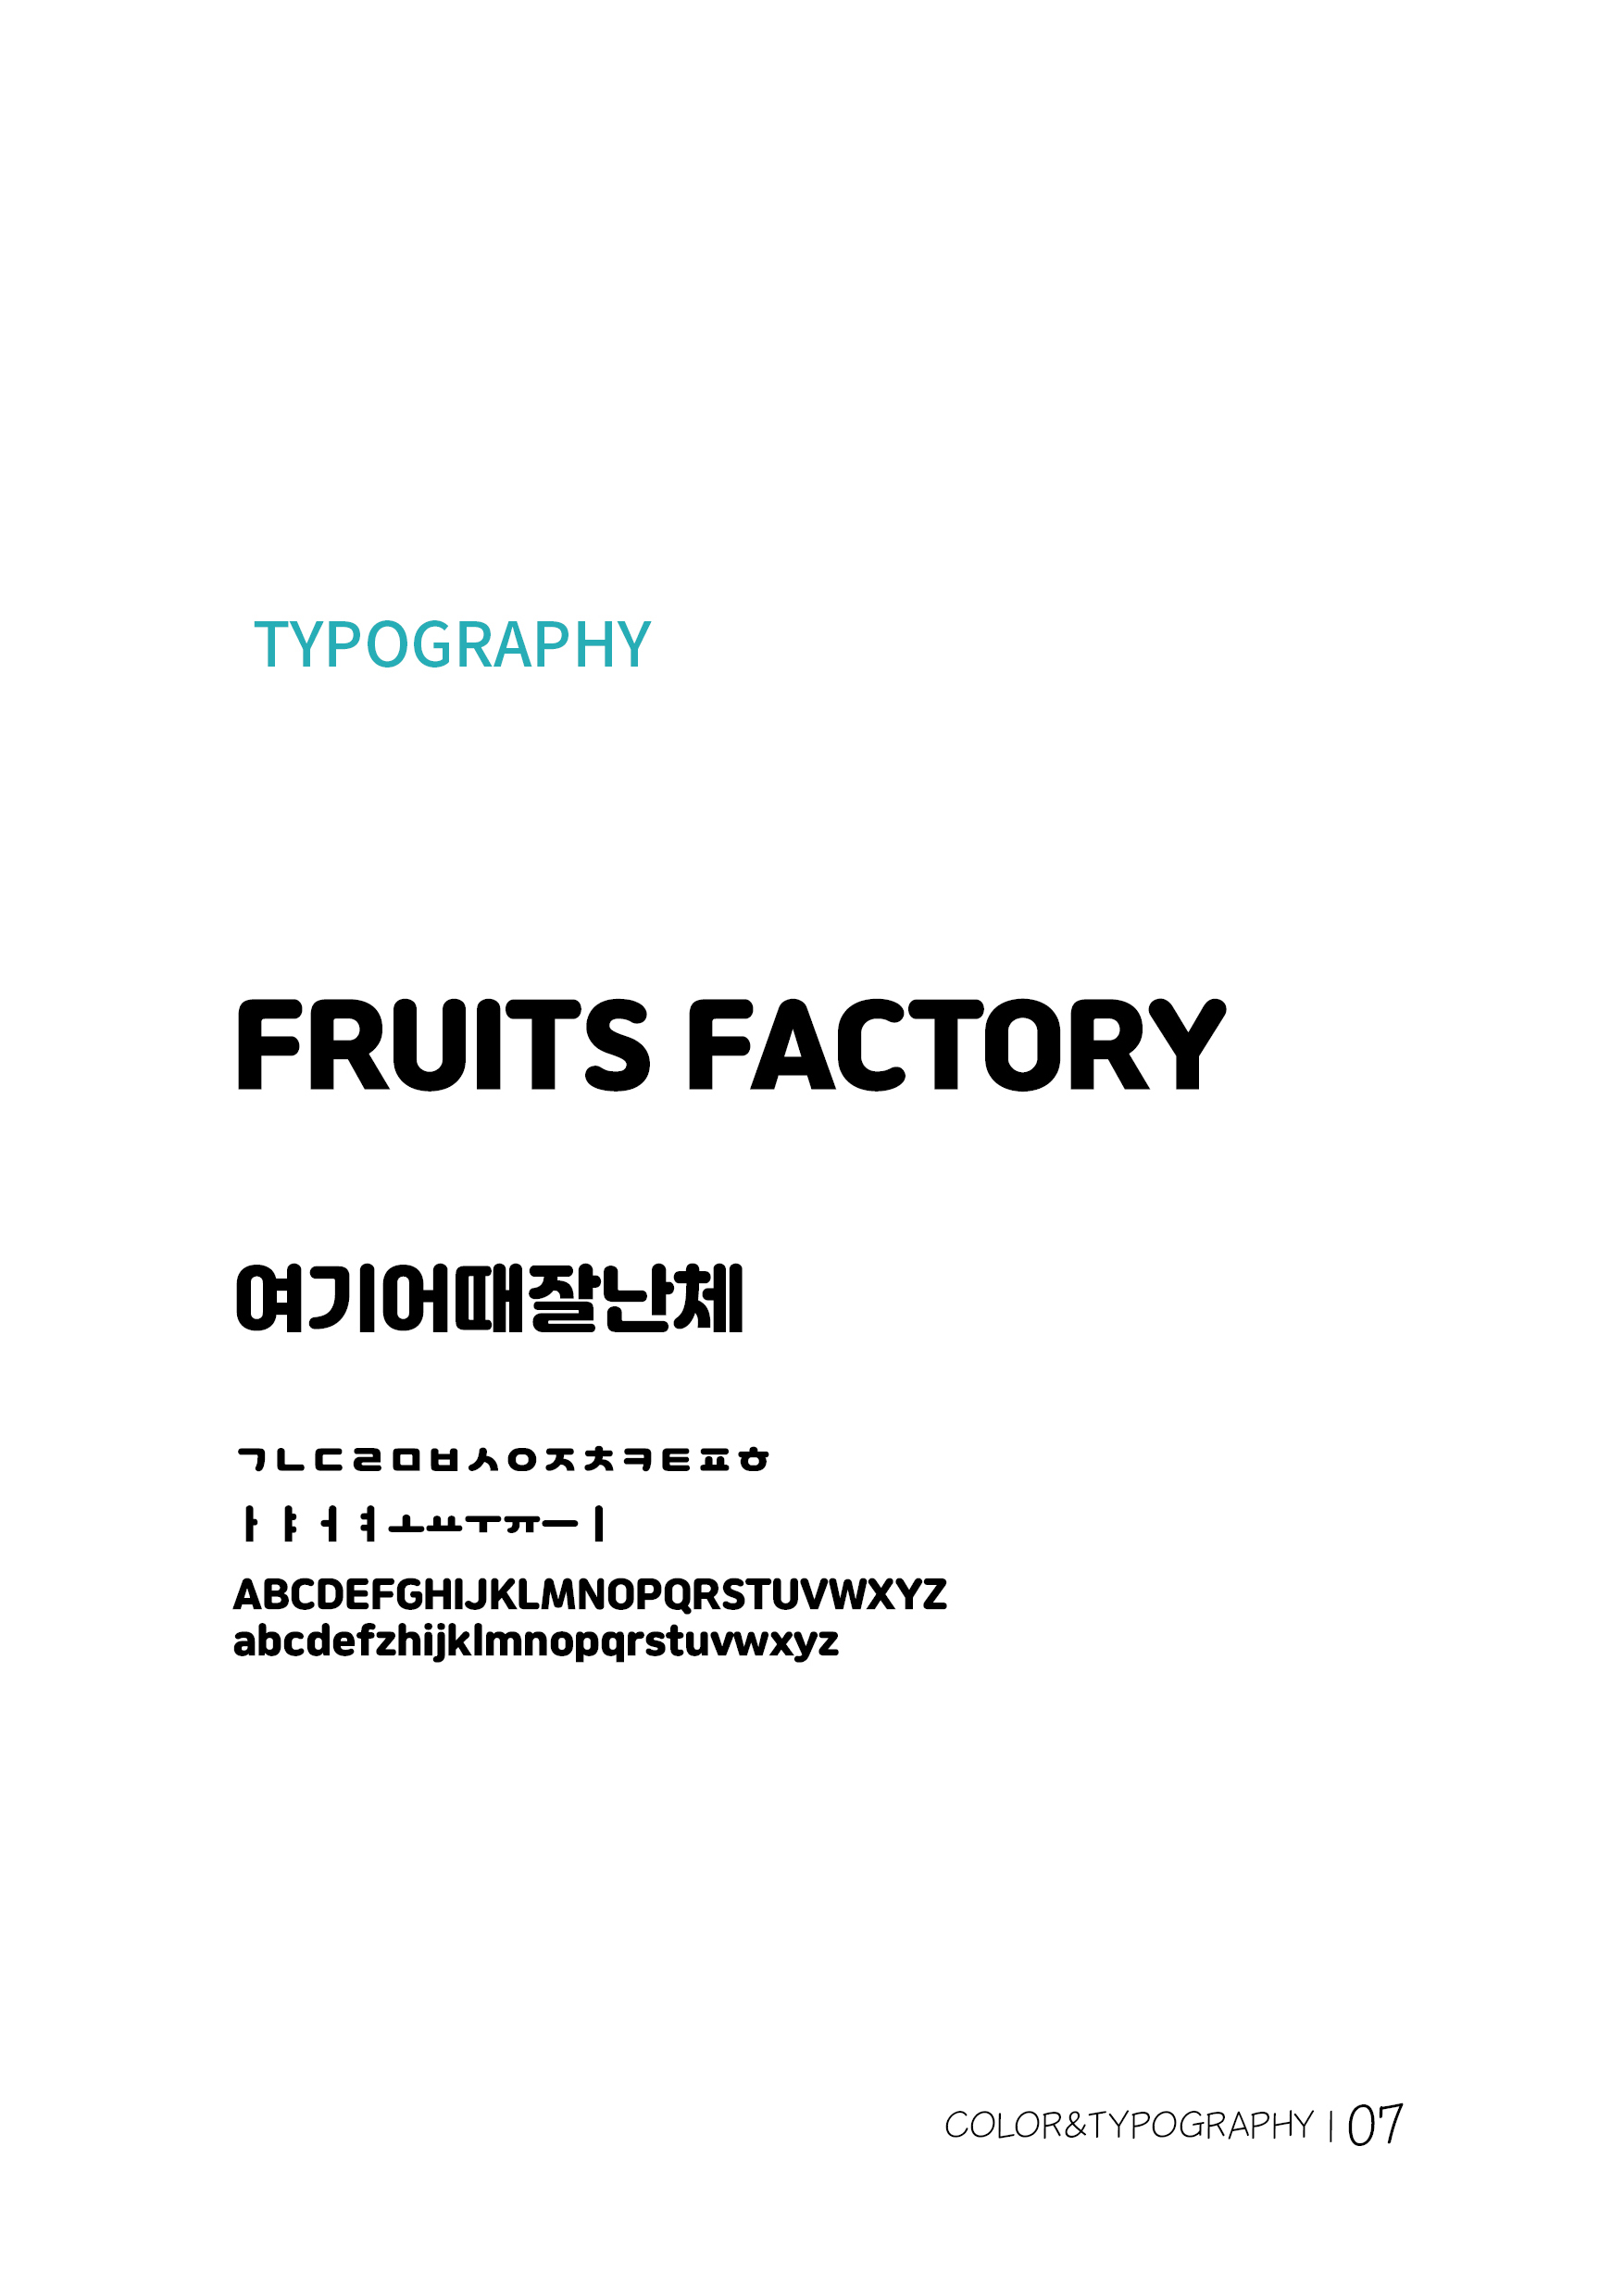 TYPOGRAPHY
FRUITS FACTORY
여기어때잘난체
ㄱㄴㄷㄹㅁㅂㅅㅇㅈㅊㅋㅌㅍㅎ
ㅏㅑㅓㅕㅗㅛㅜㅠㅡㅣ
ABCDEFGHIJKLMNOPQRSTUVWXYZ
abcdefzhijklmnopqrstuvwxyz
COLOR&TYPOGRAPHY | 07